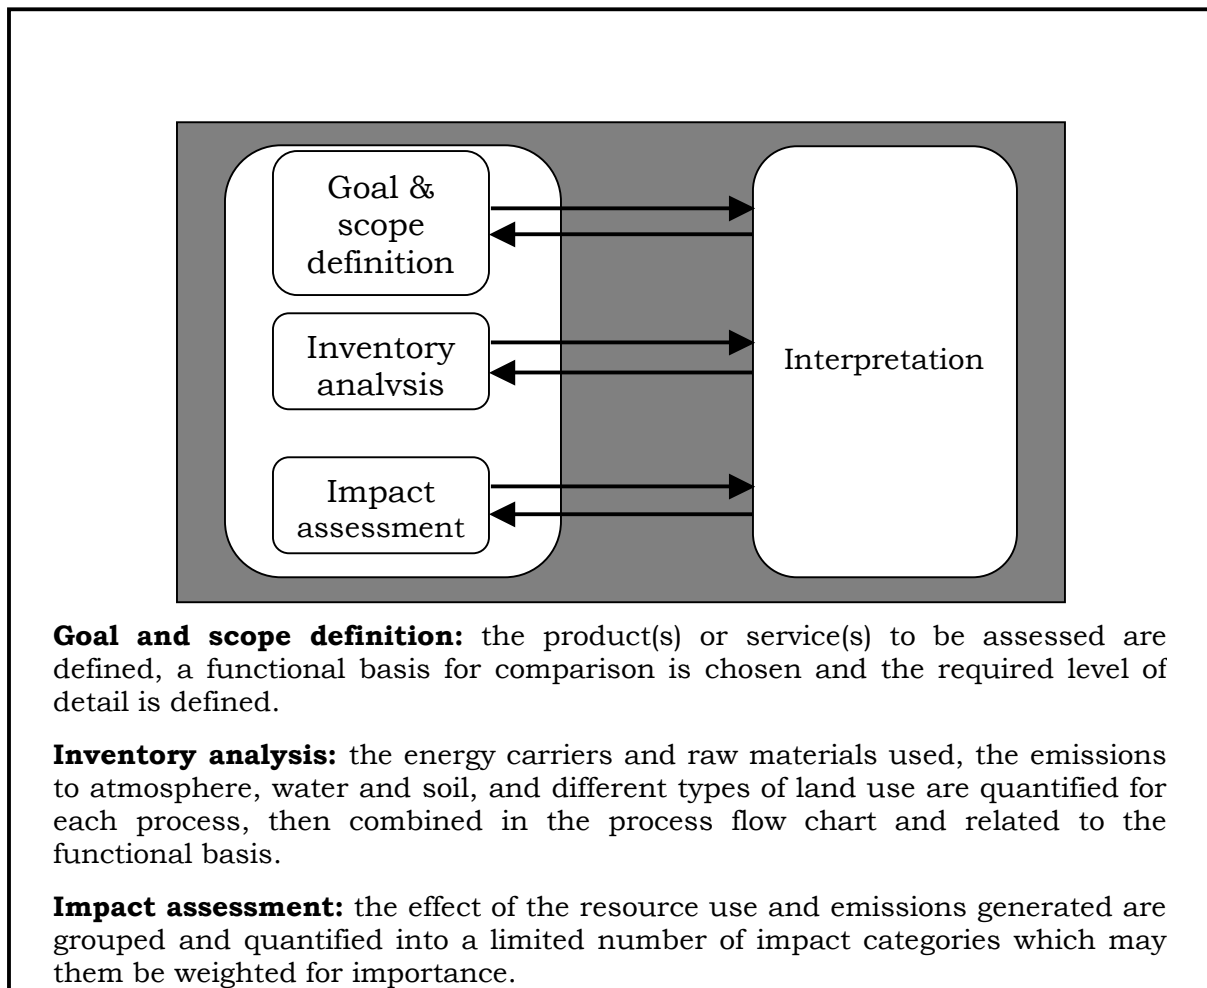 Goal &
scope
definition
Inventory
analysis
Impact
assessment
Interpretation
Goal and scope definition: the product(s) or service(s) to be assessed are
defined, a functional basis for comparison is chosen and the required level of
detail is defined.
Inventory analysis: the energy carriers and raw materials used, the emissions
to atmosphere, water and soil, and different types of land use are quantified for
each process, then combined in the process flow chart and related to the
functional basis.
Impact assessment: the effect of the resource use and emissions generated are
grouped and quantified into a limited number of impact categories which may
them be weighted for importance.